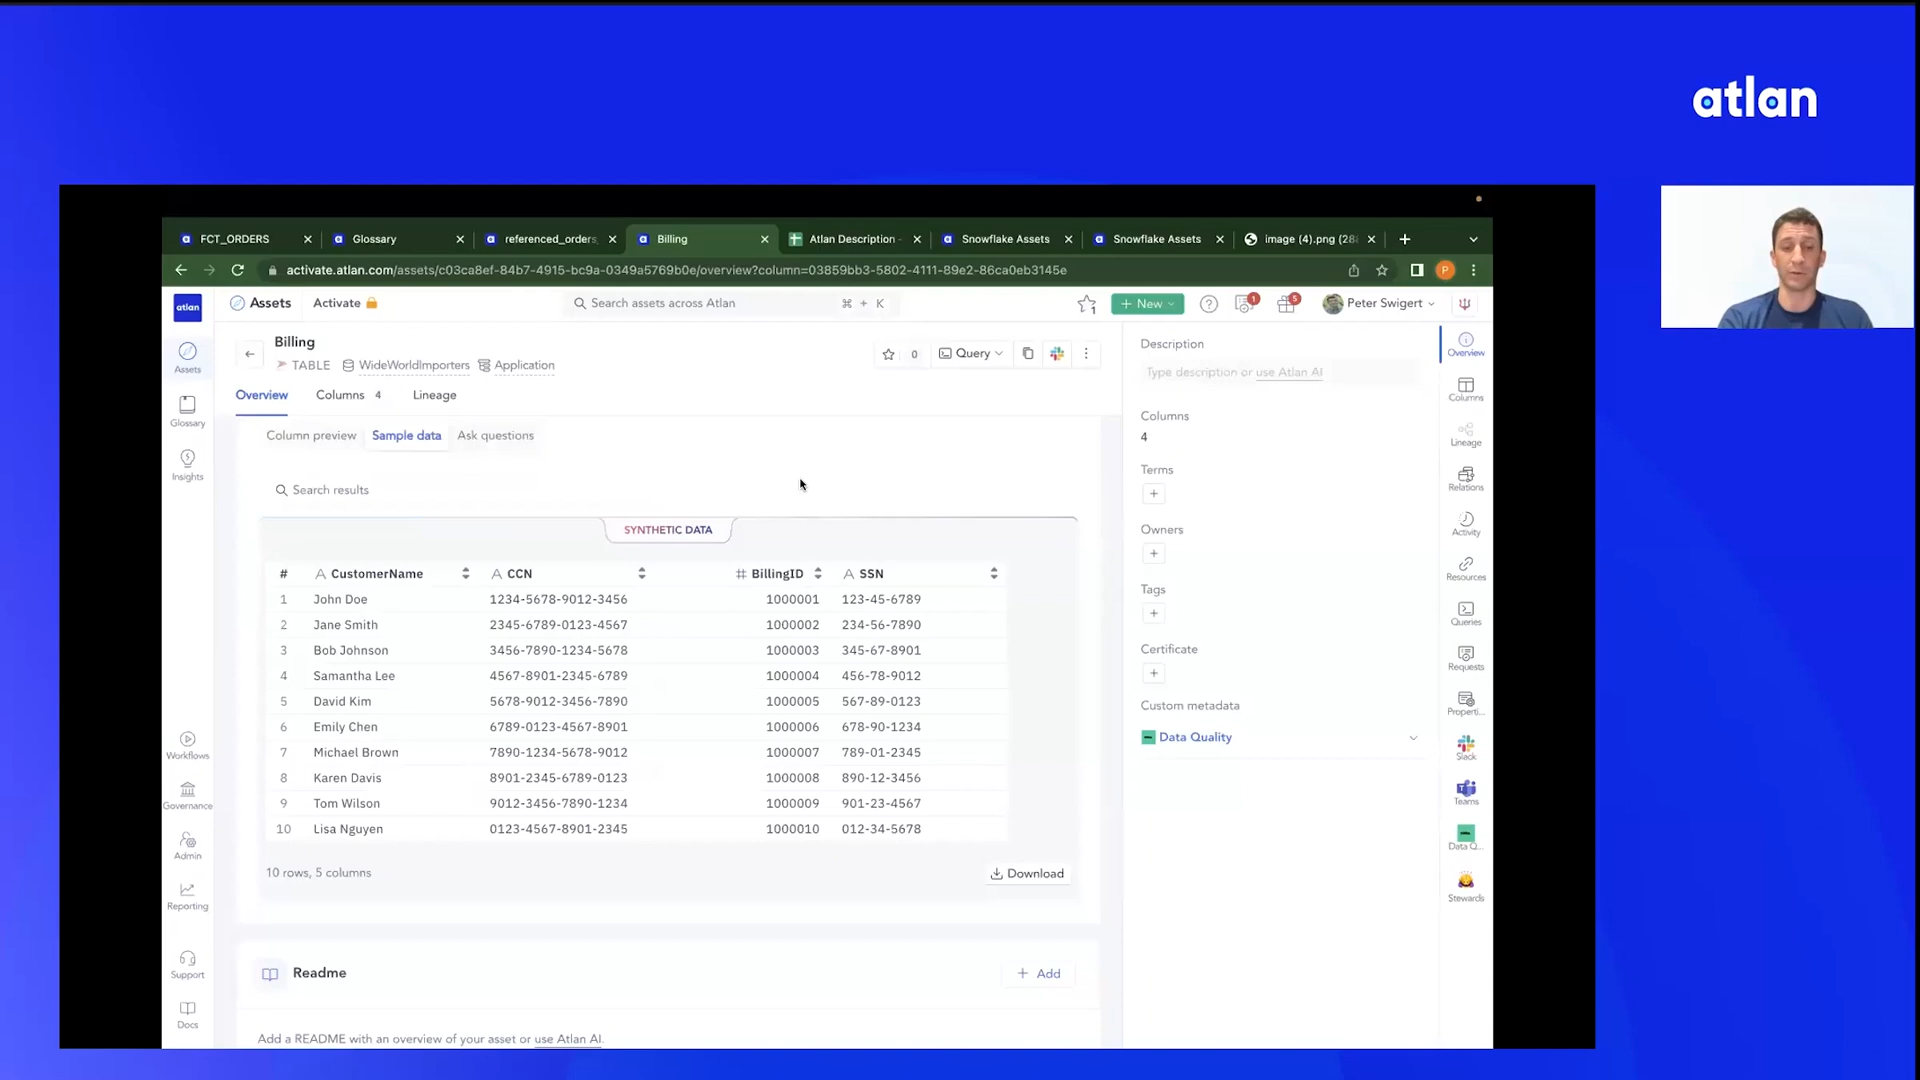 atlan
FCT_ORDERS
Glossary
referenced_orders
Billing
Atlan Description -
Snowflake Assets
Snowflake Assets
image (4).png (28
activate.atlan.com/assets/c03ca8ef-84b7-4915-bc9a-0349a5769b0e/overview?column=03859bb3-5802-4111-89e2-86ca0eb3145e
P
atlan
Assets
Activate
Search assets across Atlan
⌘ + K
1
+ New
1
5
Peter Swigert
Assets
Glossary
Insights
Workflows
Governance
Admin
Reporting
Support
Docs
Billing
TABLE WideWorldImporters Application
0
Query
Overview Columns 4 Lineage
Column preview Sample data Ask questions
Search results
SYNTHETIC DATA
# CustomerName CCN BillingID SSN
1 John Doe 1234-5678-9012-3456 1000001 123-45-6789
2 Jane Smith 2345-6789-0123-4567 1000002 234-56-7890
3 Bob Johnson 3456-7890-1234-5678 1000003 345-67-8901
4 Samantha Lee 4567-8901-2345-6789 1000004 456-78-9012
5 David Kim 5678-9012-3456-7890 1000005 567-89-0123
6 Emily Chen 6789-0123-4567-8901 1000006 678-90-1234
7 Michael Brown 7890-1234-5678-9012 1000007 789-01-2345
8 Karen Davis 8901-2345-6789-0123 1000008 890-12-3456
9 Tom Wilson 9012-3456-7890-1234 1000009 901-23-4567
10 Lisa Nguyen 0123-4567-8901-2345 1000010 012-34-5678
10 rows, 5 columns
Download
Readme
+ Add
Add a README with an overview of your asset or use Atlan AI.
Description
Type description or use Atlan AI
Columns
4
Terms
Owners
Tags
Certificate
Custom metadata
Data Quality
Overview
Columns
Lineage
Relations
Activity
Resources
Queries
Requests
Properti...
Slack
Teams
Data Q...
Stewards